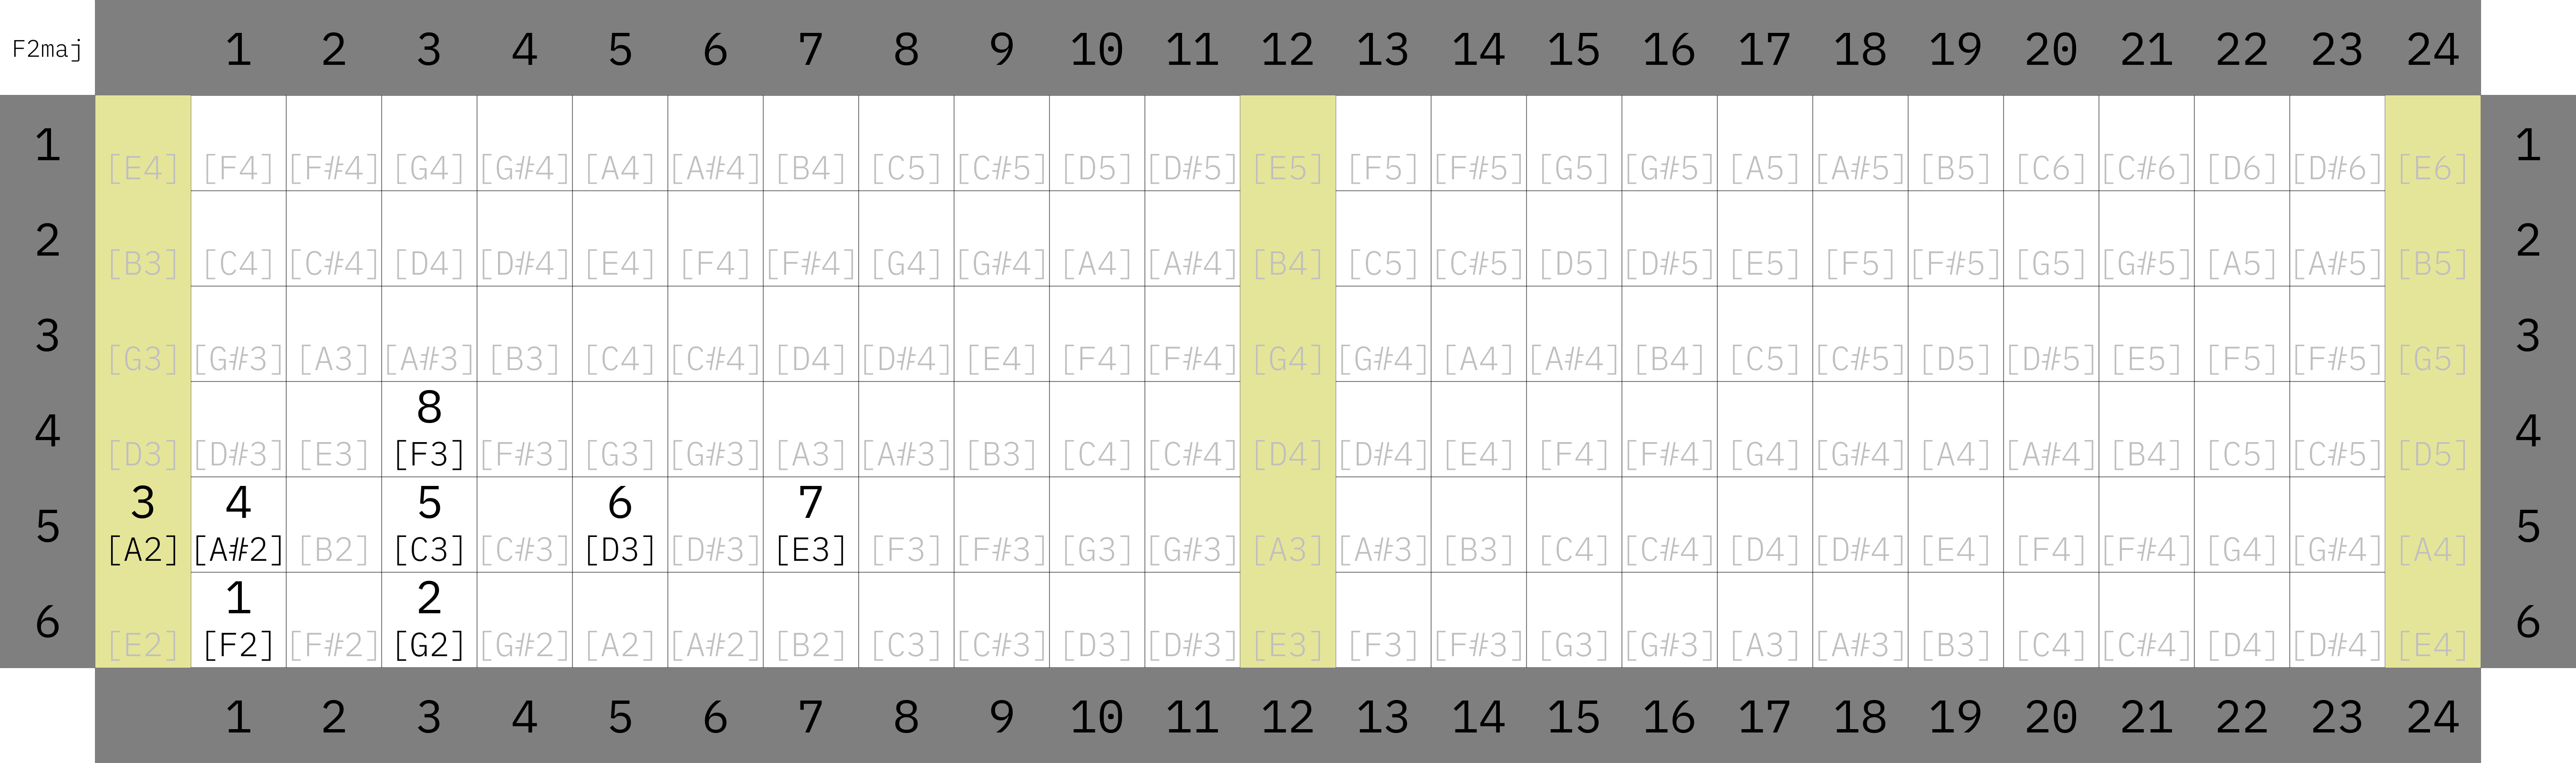 F2maj 1 2 3 4 5 6 7 8 9 10 11 12 13 14 15 16 17 18 19 20 21 22 23 24
1 [E4] [F4] [F#4] [G4] [G#4] [A4] [A#4] [B4] [C5] [C#5] [D5] [D#5] [E5] [F5] [F#5] [G5] [G#5] [A5] [A#5] [B5] [C6] [C#6] [D6] [D#6] [E6] 1
2 [B3] [C4] [C#4] [D4] [D#4] [E4] [F4] [F#4] [G4] [G#4] [A4] [A#4] [B4] [C5] [C#5] [D5] [D#5] [E5] [F5] [F#5] [G5] [G#5] [A5] [A#5] [B5] 2
3 [G3] [G#3] [A3] [A#3] [B3] [C4] [C#4] [D4] [D#4] [E4] [F4] [F#4] [G4] [G#4] [A4] [A#4] [B4] [C5] [C#5] [D5] [D#5] [E5] [F5] [F#5] [G5] 3
8
4 [D3] [D#3] [E3] [F3] [F#3] [G3] [G#3] [A3] [A#3] [B3] [C4] [C#4] [D4] [D#4] [E4] [F4] [F#4] [G4] [G#4] [A4] [A#4] [B4] [C5] [C#5] [D5] 4
3 4 5 6 7
5 [A2] [A#2] [B2] [C3] [C#3] [D3] [D#3] [E3] [F3] [F#3] [G3] [G#3] [A3] [A#3] [B3] [C4] [C#4] [D4] [D#4] [E4] [F4] [F#4] [G4] [G#4] [A4] 5
1 2
6 [E2] [F2] [F#2] [G2] [G#2] [A2] [A#2] [B2] [C3] [C#3] [D3] [D#3] [E3] [F3] [F#3] [G3] [G#3] [A3] [A#3] [B3] [C4] [C#4] [D4] [D#4] [E4] 6
1 2 3 4 5 6 7 8 9 10 11 12 13 14 15 16 17 18 19 20 21 22 23 24